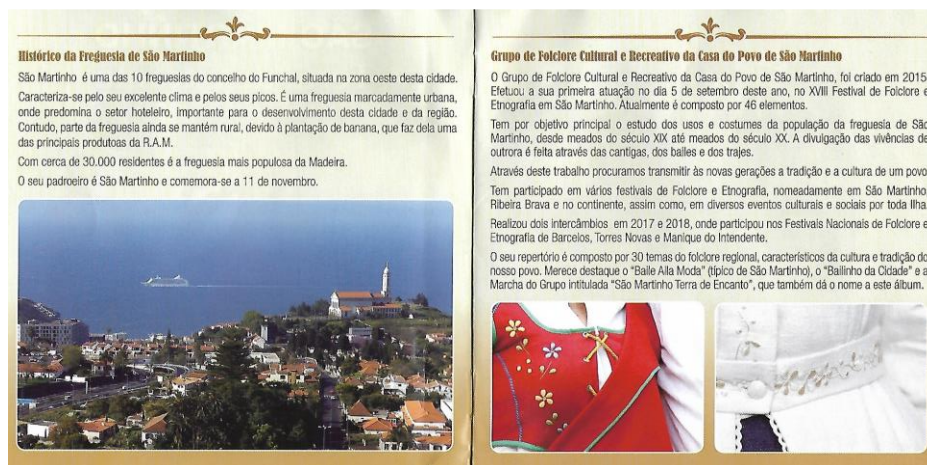 Histórico da Freguesia de São Martinho
São Martinho é uma das 10 freguesias do concelho do Funchal, situada na zona oeste desta cidade.
Caracteriza-se pelo seu excelente clima e pelos seus picos. É uma freguesia marcadamente urbana,
onde predomina o setor hoteleiro, importante para o desenvolvimento desta cidade e da região.
Contudo, parte da freguesia ainda se mantém rural, devido à plantação de banana, que faz dela uma
das principais produtoas da R.A.M.
Com cerca de 30.000 residentes é a freguesia mais populosa da Madeira.
O seu padroeiro é São Martinho e comemora-se a 11 de novembro.
Grupo de Folclore Cultural e Recreativo da Casa do Povo de São Martinho
O Grupo de Folclore Cultural e Recreativo da Casa do Povo de São Martinho, foi criado em 2015
Efetuou a sua primeira atuação no dia 5 de setembro deste ano, no XVIII Festival de Folclore e
Etnografia em São Martinho. Atualmente é composto por 46 elementos.
Tem por objetivo principal o estudo dos usos e costumes da população da freguesia de São
Martinho, desde meados do século XIX até meados do século XX. A divulgação das vivências de
outrora é feita através das cantigas, dos bailes e dos trajes.
Através deste trabalho procuramos transmitir às novas gerações a tradição e a cultura de um povo
Tem participado em vários festivais de Folclore e Etnografia, nomeadamente em São Martinho
Ribeira Brava e no continente, assim como, em diversos eventos culturais e sociais por toda Ilha.
Realizou dois intercâmbios em 2017 e 2018, onde participou nos Festivais Nacionais de Folclore e
Etnografia de Barcelos, Torres Novas e Manique do Intendente.
O seu repertório é composto por 30 temas do folclore regional, característicos da cultura e tradição do
nosso povo. Merece destaque o "Baile Alla Moda" (típico de São Martinho), o "Bailinho da Cidade" e a
Marcha do Grupo intitulada "São Martinho Terra de Encanto", que também dá o nome a este álbum.